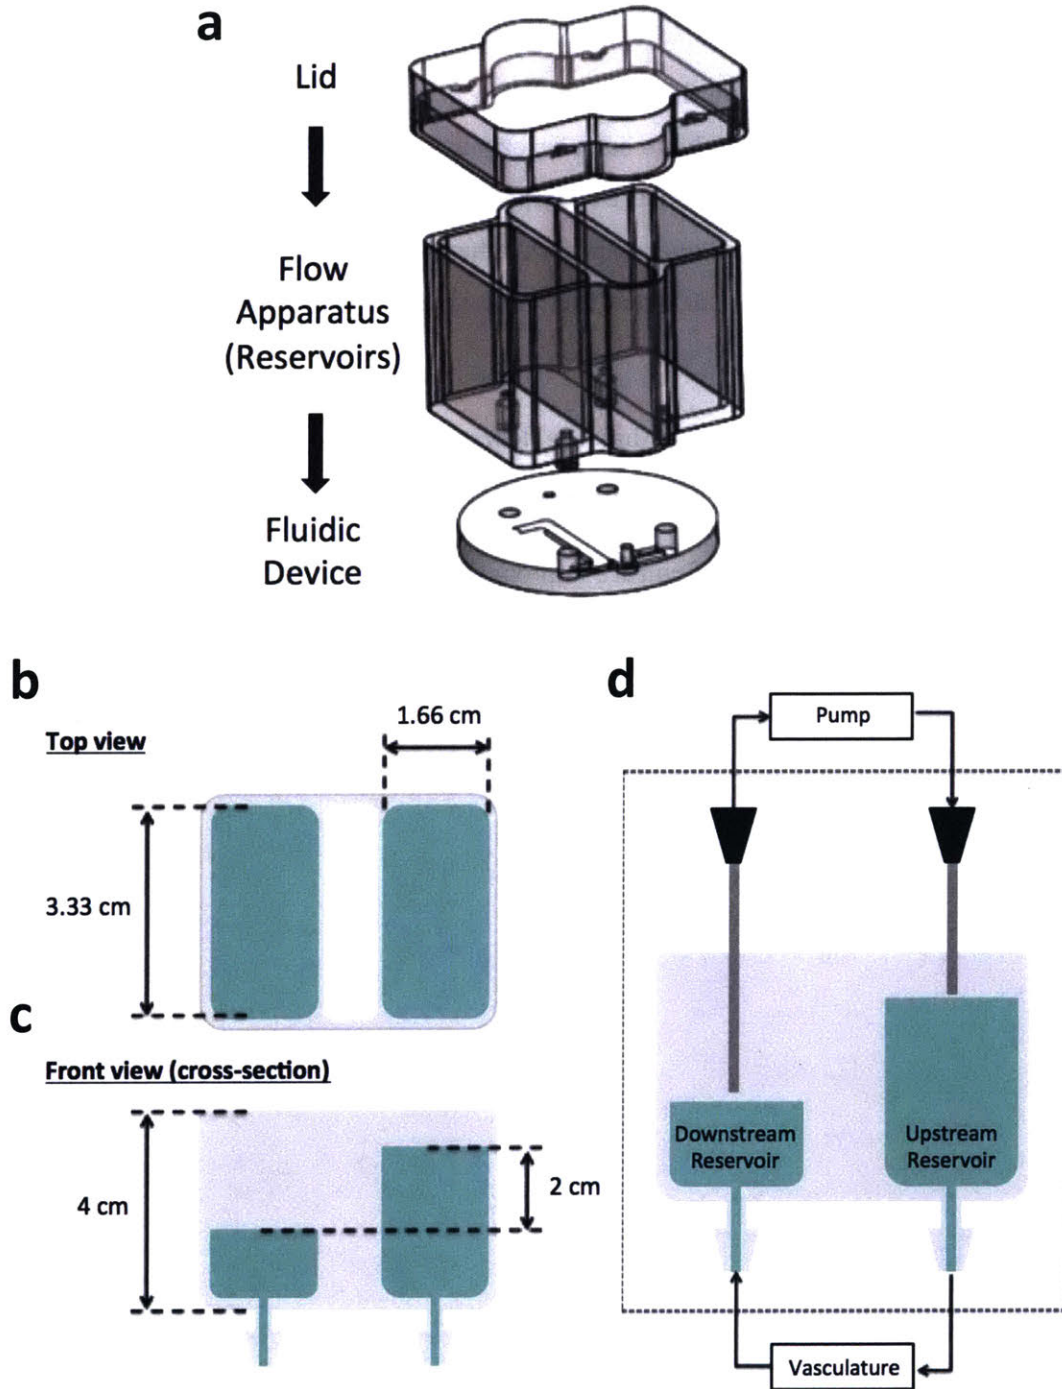 a
Lid
Flow
Apparatus
(Reservoirs)
Fluidic
Device
b
Top view
1.66 cm
3.33 cm
c
Front view (cross-section)
4 cm
2 cm
d
Pump
Downstream
Reservoir
Upstream
Reservoir
Vasculature